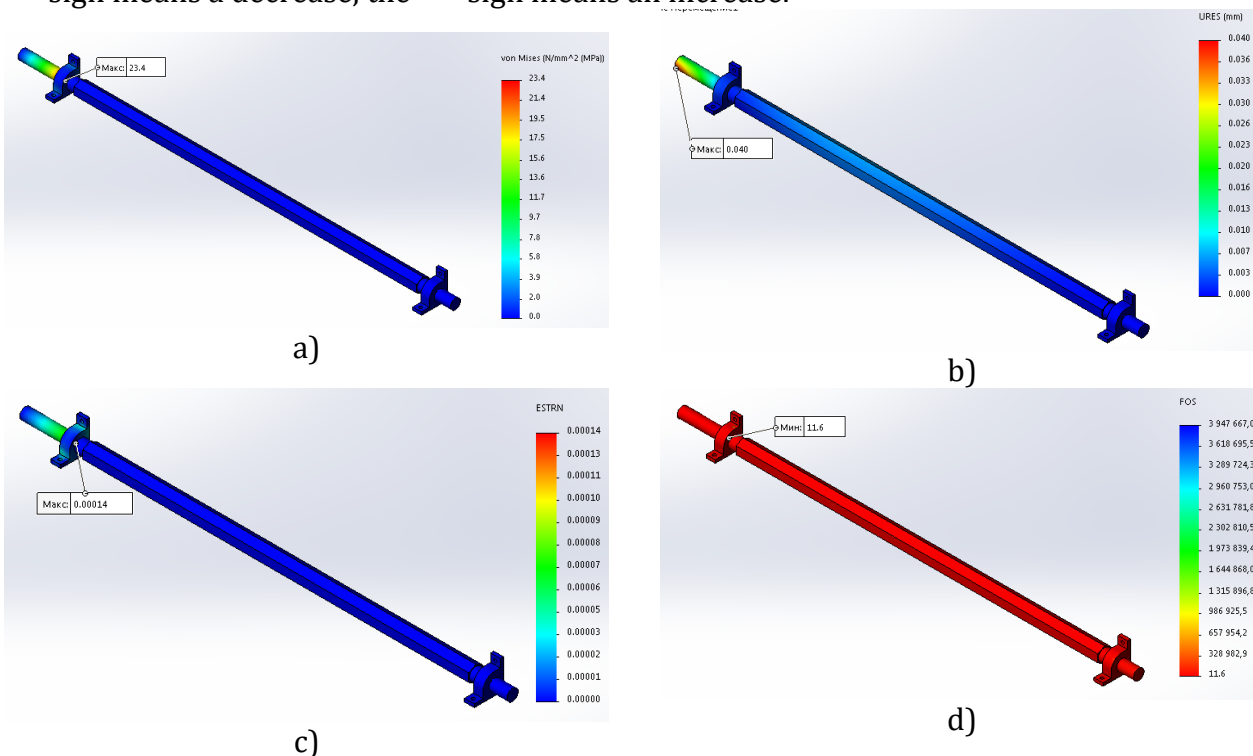 sign means a decrease, the sign means an increase.
von Mises (N/mm^2 (MPa))
Макс: 23.4
23.4
21.4
19.5
17.5
15.6
13.6
11.7
9.7
7.8
5.8
3.9
2.0
0.0
a)
URES (mm)
Макс: 0.040
0.040
0.036
0.033
0.030
0.026
0.023
0.020
0.016
0.013
0.010
0.007
0.003
0.000
b)
ESTRN
Макс: 0.00014
0.00014
0.00013
0.00012
0.00010
0.00009
0.00008
0.00007
0.00006
0.00005
0.00003
0.00002
0.00001
0.00000
c)
FOS
Мин: 11.6
3 947 667,0
3 618 695,5
3 289 724,3
2 960 753,0
2 631 781,8
2 302 810,5
1 973 839,4
1 644 868,0
1 315 896,8
986 925,5
657 954,2
328 982,9
11.6
d)